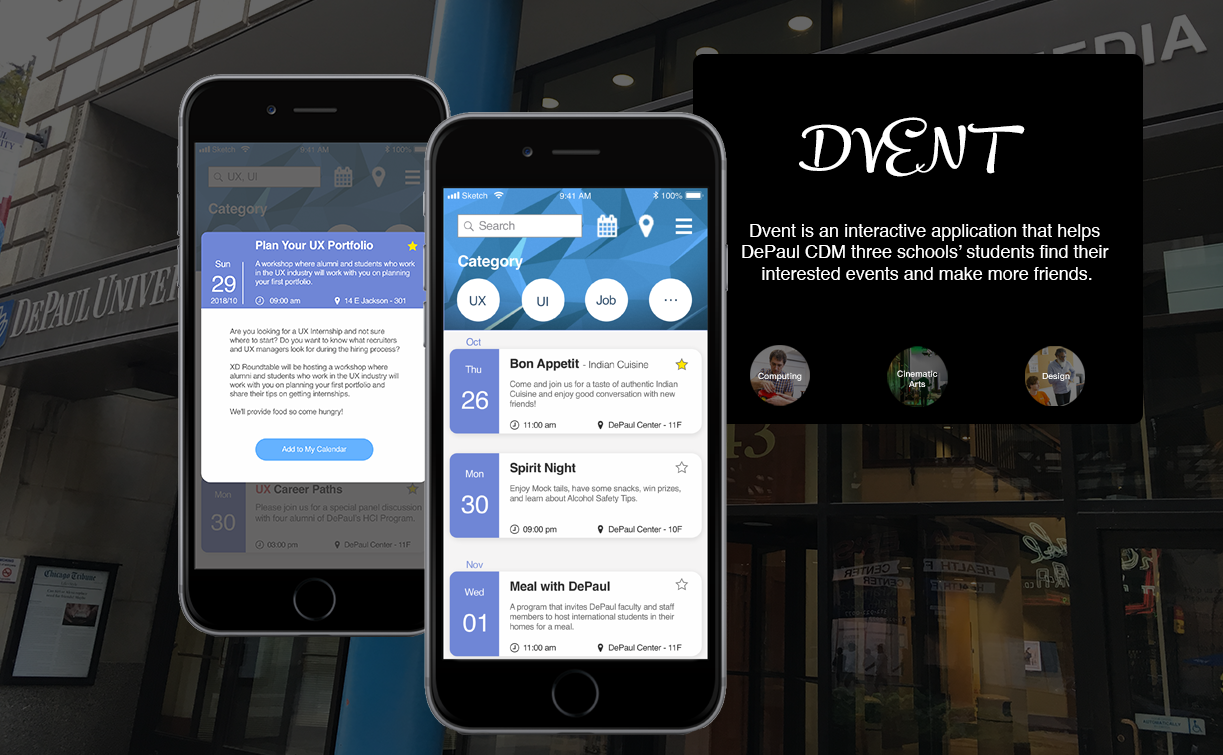 EDIA
DEPAUL UNIVER
Chicago Tribune
HEALTH
CENTER
Sketch
9:41 AM
100%
UX, UI
Category
Plan Your UX Portfolio
Sun
29
2018/10
A workshop where alumni and students who work
in the UX industry will work with you on planning
your first portfolio.
09:00 am
14 E Jackson - 301
Are you looking for a UX Internship and not sure
where to start? Do you want to know what recruiters
and UX managers look for during the hiring process?
XD Roundtable will be hosting a workshop where
alumni and students who work in the UX industry will
work with you on planning your first portfolio and
share their tips on getting internships.
We'll provide food so come hungry!
Add to My Calendar
Mon
30
UX Career Paths
Please join us for a special panel discussion
with four alumni of DePaul's HCI Program.
03:00 pm
DePaul Center - 11F
Sketch
9:41 AM
100%
Search
Category
UX
UI
Job
...
Oct
Thu
26
Bon Appetit - Indian Cuisine
Come and join us for a taste of authentic Indian
Cuisine and enjoy good conversation with new
friends!
11:00 am
DePaul Center - 11F
Mon
30
Spirit Night
Enjoy Mock tails, have some snacks, win prizes,
and learn about Alcohol Safety Tips.
09:00 pm
DePaul Center - 10F
Nov
Wed
01
Meal with DePaul
A program that invites DePaul faculty and staff
members to host international students in their
homes for a meal.
11:00 am
DePaul Center - 11F
DVENT
Dvent is an interactive application that helps
DePaul CDM three schools' students find their
interested events and make more friends.
Computing
Cinematic
Arts
Design